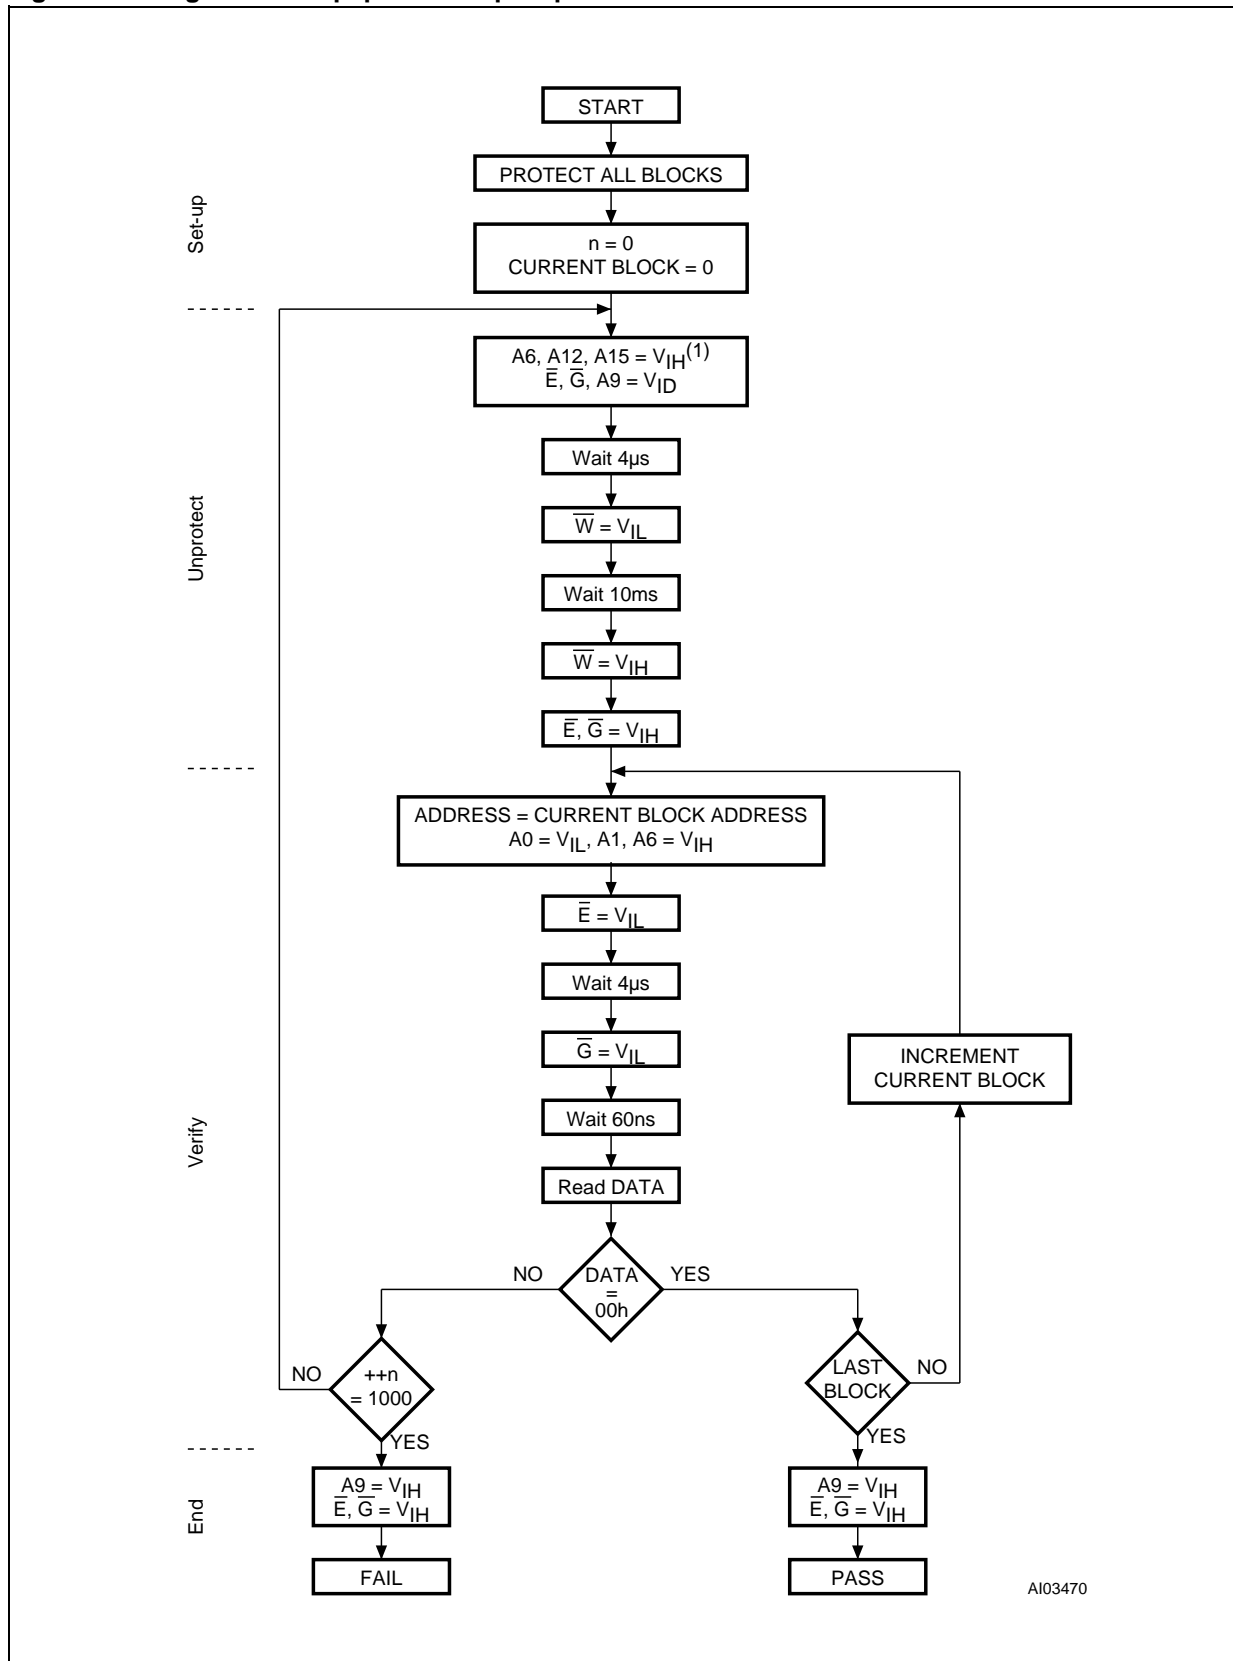 START
PROTECT ALL BLOCKS
Set-up
n = 0
CURRENT BLOCK = 0
A6, A12, A15 = VIH(1)
E̅, G̅, A9 = VID
Wait 4µs
Unprotect
W̅ = VIL
Wait 10ms
W̅ = VIH
E̅, G̅ = VIH
ADDRESS = CURRENT BLOCK ADDRESS
A0 = VIL, A1, A6 = VIH
E̅ = VIL
Wait 4µs
G̅ = VIL
INCREMENT
CURRENT BLOCK
Wait 60ns
Verify
Read DATA
NO
DATA
=
00h
YES
NO
++n
= 1000
LAST
BLOCK
NO
YES
YES
End
A9 = VIH
E̅, G̅ = VIH
A9 = VIH
E̅, G̅ = VIH
FAIL
PASS
AI03470